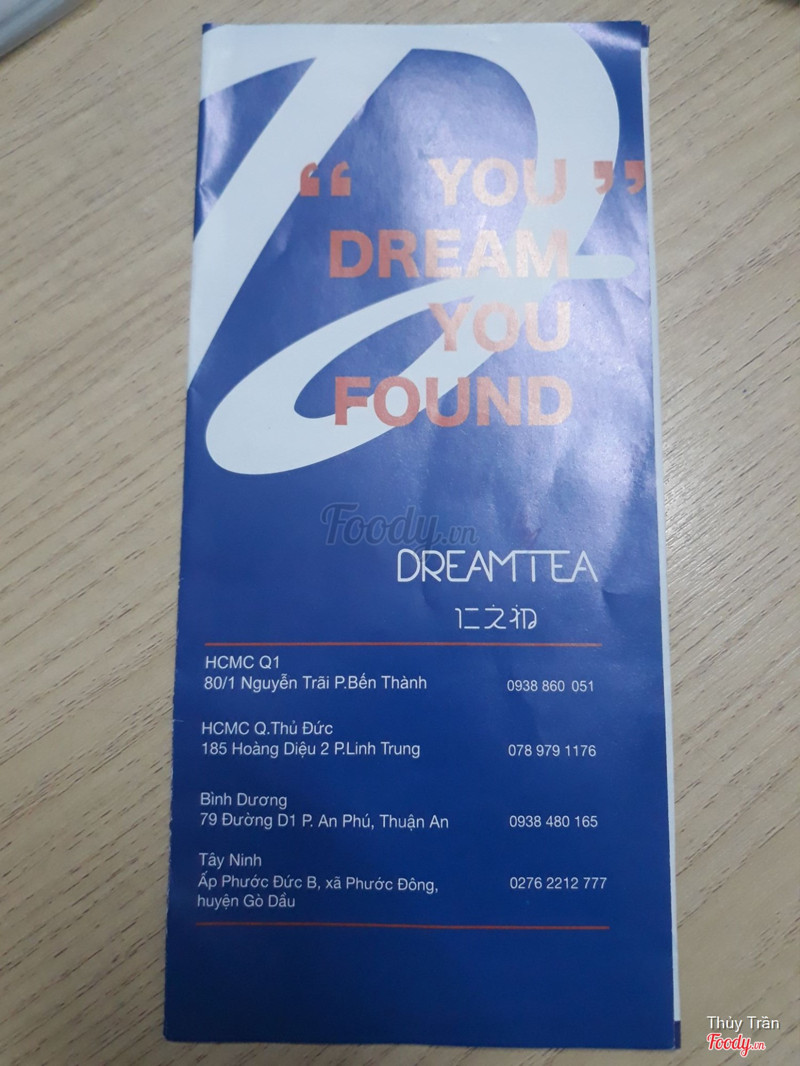 “ YOU ”
DREAM
YOU
FOUND
Foody.vn
DREAMTEA
仁之初
HCMC Q1
80/1 Nguyễn Trãi P.Bến Thành 0938 860 051
HCMC Q.Thủ Đức
185 Hoàng Diệu 2 P.Linh Trung 078 979 1176
Bình Dương
79 Đường D1 P. An Phú, Thuận An 0938 480 165
Tây Ninh
Ấp Phước Đức B, xã Phước Đông, 0276 2212 777
huyện Gò Dầu
Thủy Trần
Foody.vn